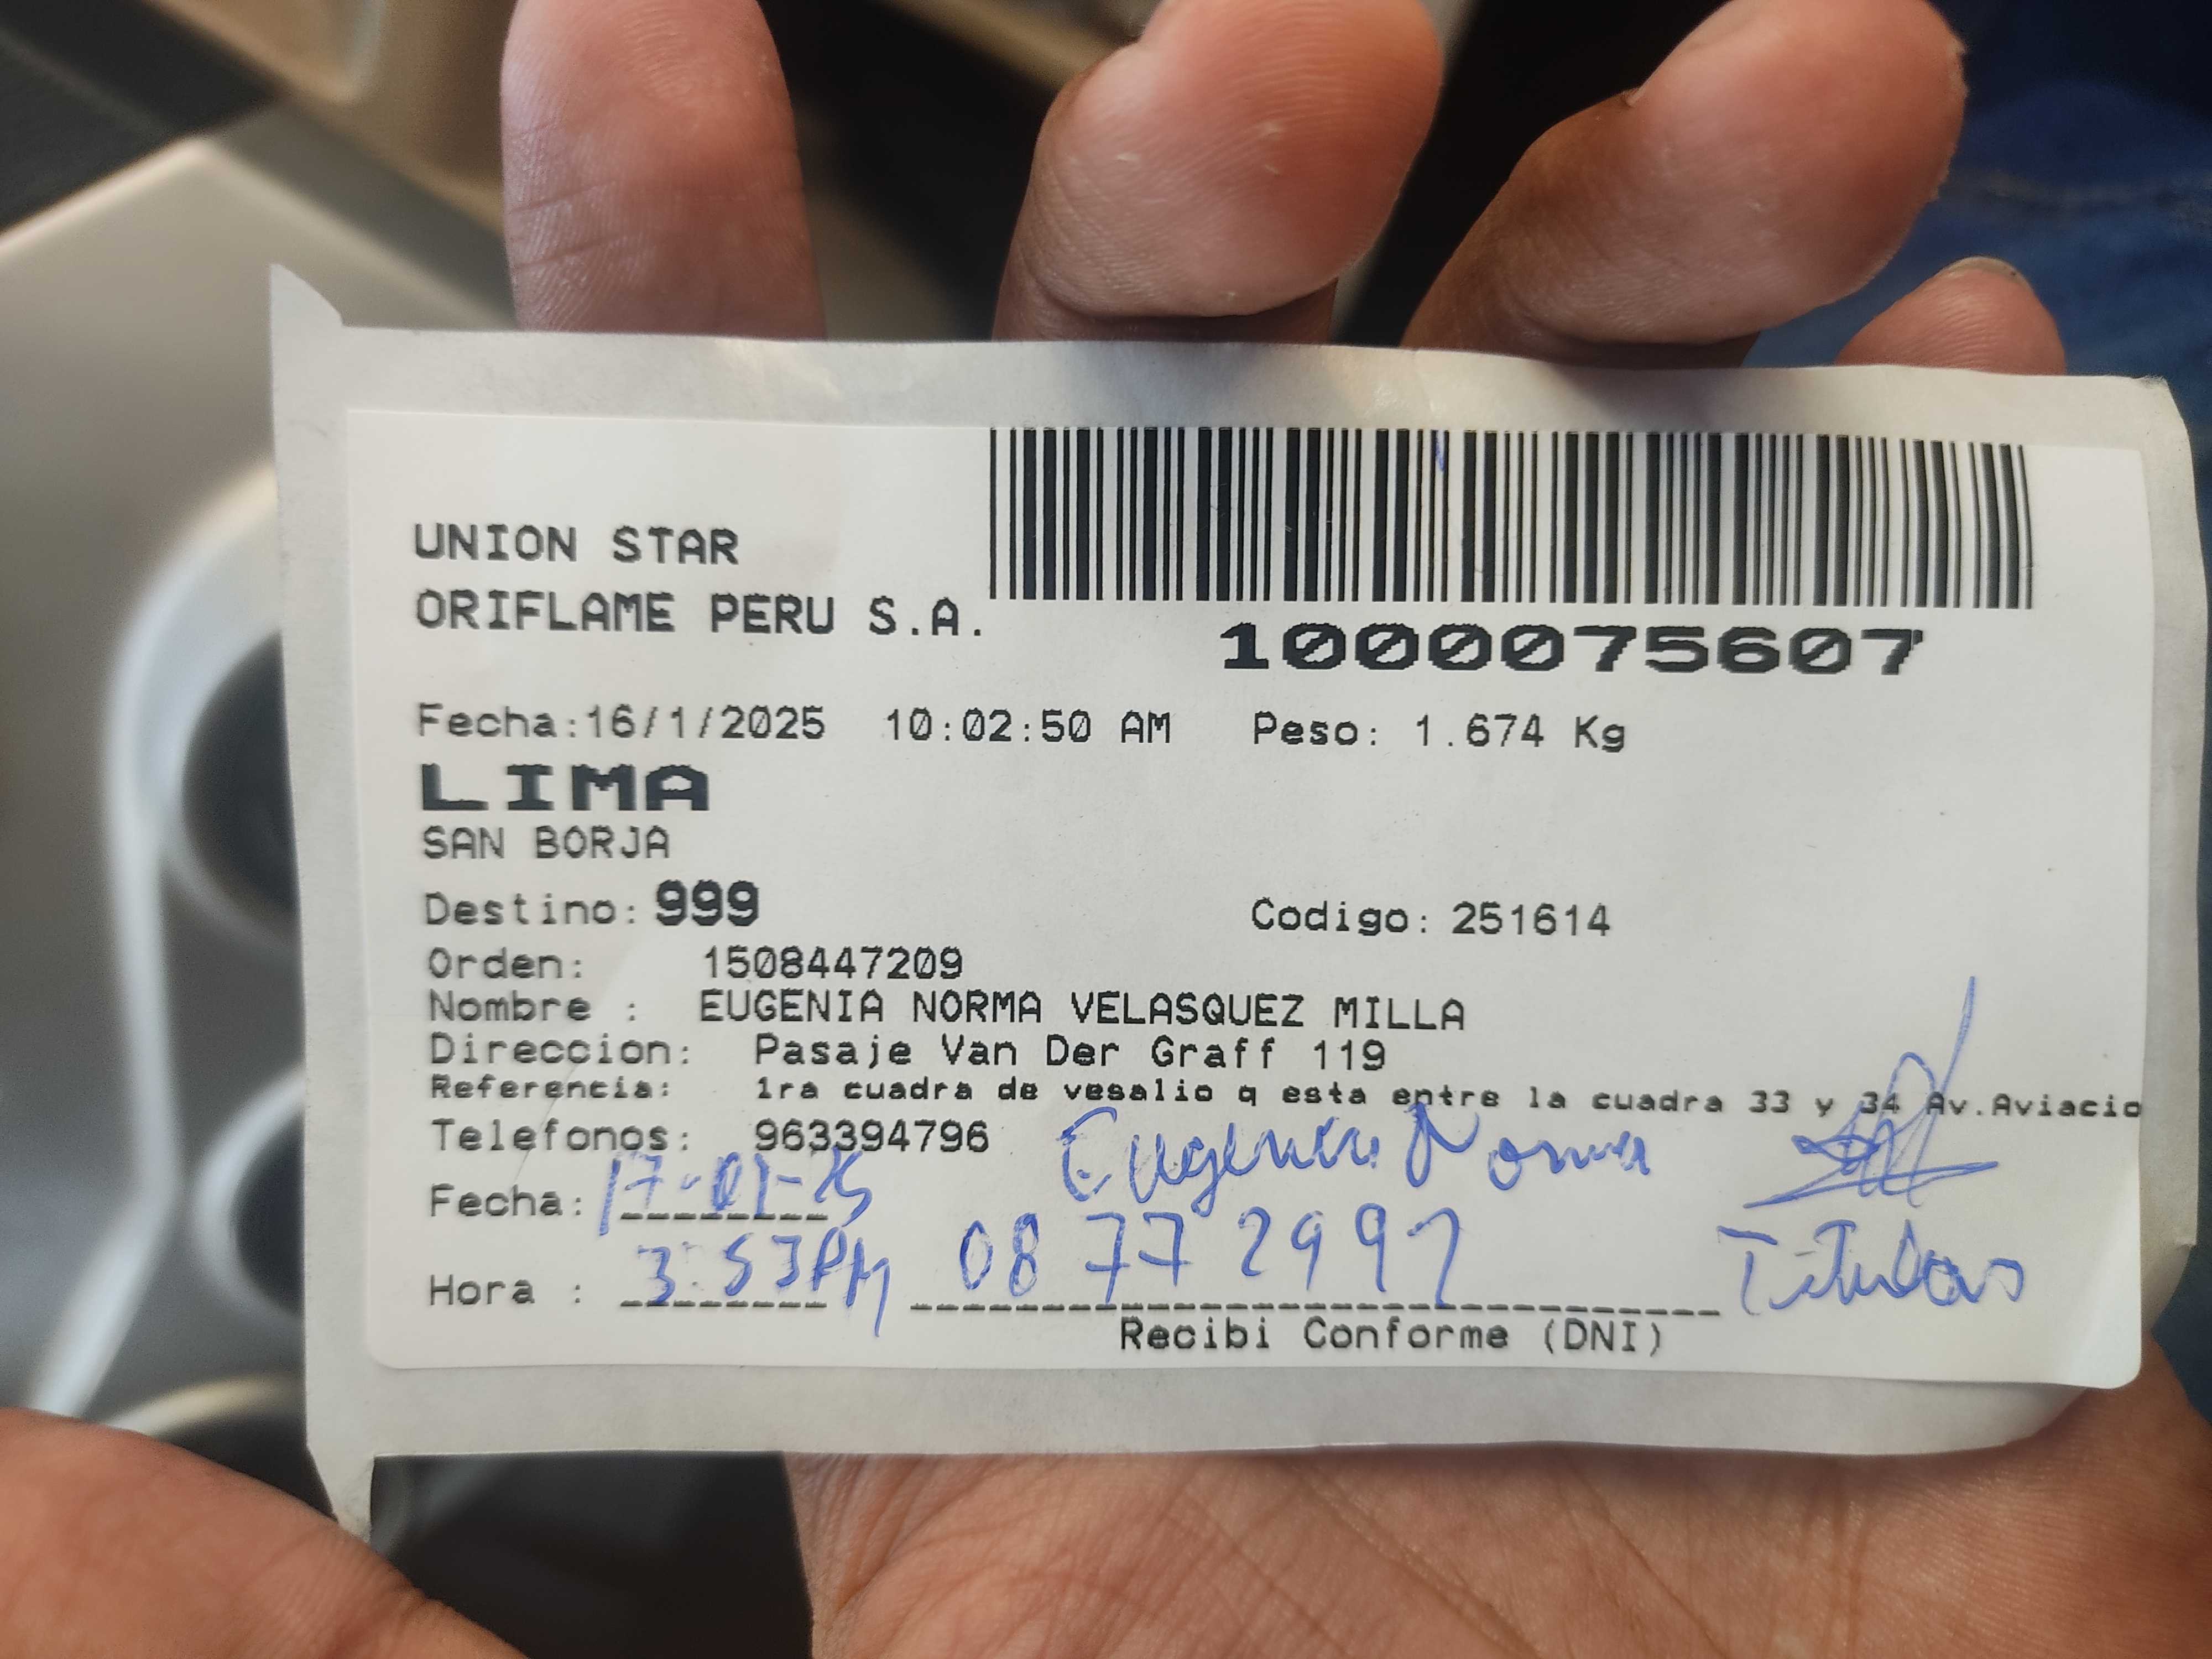 UNION STAR
ORIFLAME PERU S.A.
1000075607
Fecha:16/1/2025 10:02:50 AM Peso: 1.674 Kg
LIMA
SAN BORJA
Destino: 999 Codigo: 251614
Orden: 1508447209
Nombre : EUGENIA NORMA VELASQUEZ MILLA
Direccion: Pasaje Van Der Graff 119
Referencia: 1ra cuadra de vesalio q esta entre la cuadra 33 y 34 Av.Aviacio
Telefonos: 963394796 Eugenia Norma
Fecha: 17-01-25
Hora : 3:53PM 08772997 Titular
Recibi Conforme (DNI)